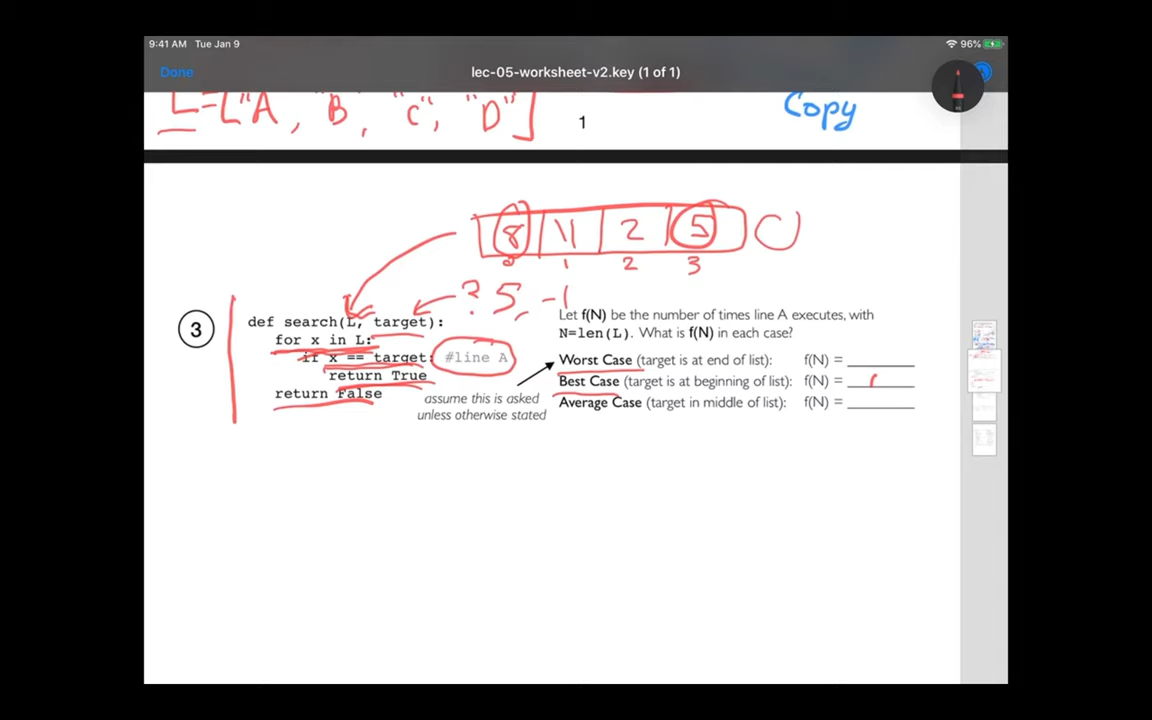 9:41 AM Tue Jan 9
96%
Done
lec-05-worksheet-v2.key (1 of 1)
L=["A", "B", "C", "D"]
1
Copy
8 11 2 5
0 1 2 3
? 5, -1
3
def search(L, target):
for x in L:
if x == target: #line A
return True
return False
assume this is asked
unless otherwise stated
Let f(N) be the number of times line A executes, with
N=len(L). What is f(N) in each case?
Worst Case (target is at end of list): f(N) =
Best Case (target is at beginning of list): f(N) =
Average Case (target in middle of list): f(N) =